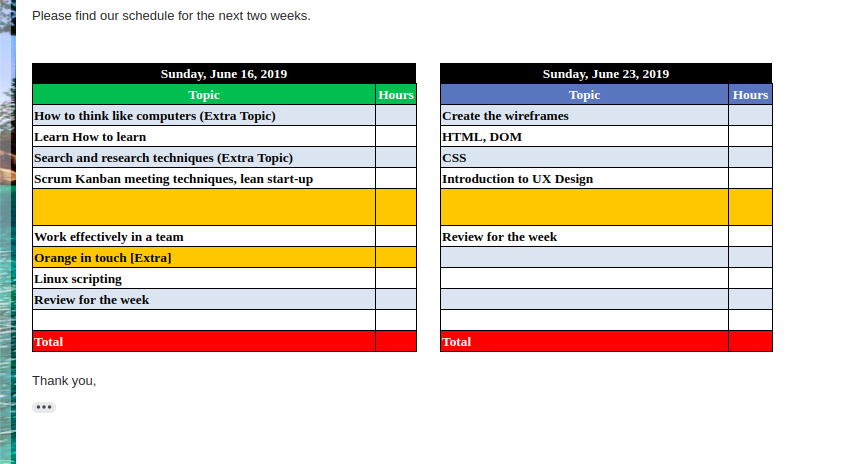 Please find our schedule for the next two weeks.
Sunday, June 16, 2019
Topic Hours
How to think like computers (Extra Topic)
Learn How to learn
Search and research techniques (Extra Topic)
Scrum Kanban meeting techniques, lean start-up
Work effectively in a team
Orange in touch [Extra]
Linux scripting
Review for the week
Total
Sunday, June 23, 2019
Topic Hours
Create the wireframes
HTML, DOM
CSS
Introduction to UX Design
Review for the week
Total
Thank you,